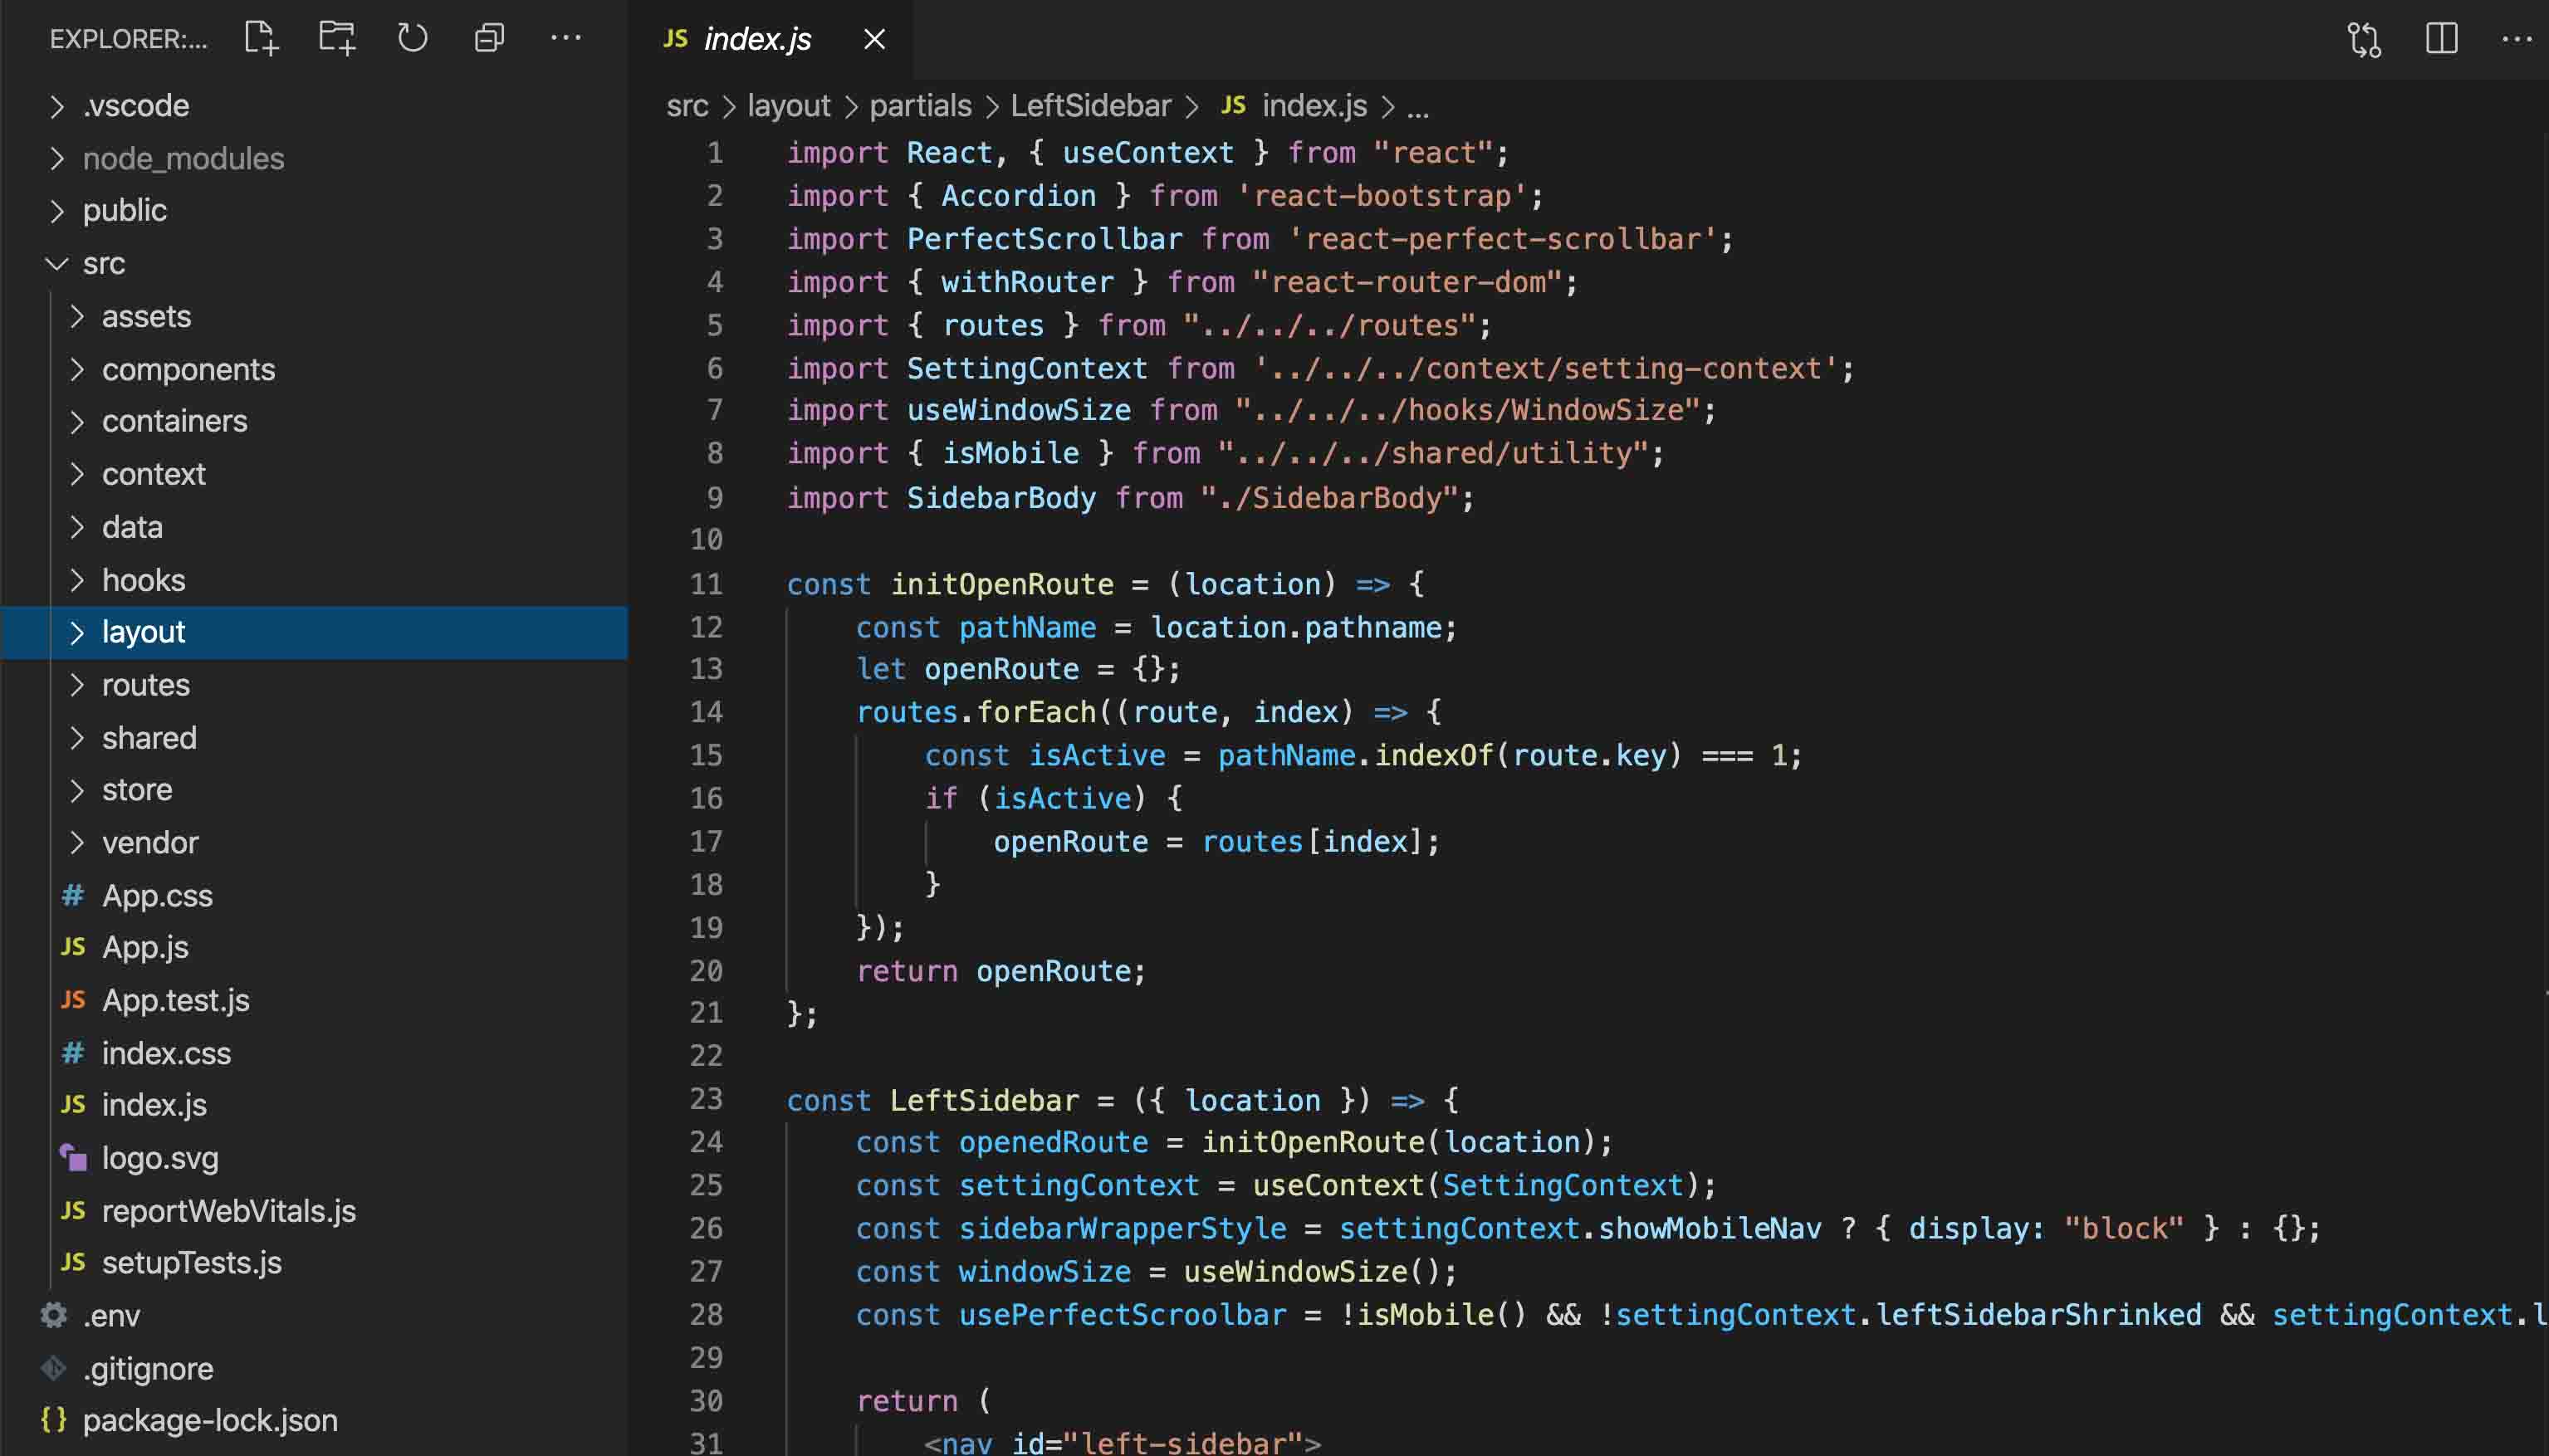 EXPLORER:...
.vscode
node_modules
public
src
assets
components
containers
context
data
hooks
layout
routes
shared
store
vendor
# App.css
JS App.js
JS App.test.js
# index.css
JS index.js
logo.svg
JS reportWebVitals.js
JS setupTests.js
.env
.gitignore
{} package-lock.json
JS index.js
src > layout > partials > LeftSidebar > JS index.js > ...
1 import React, { useContext } from "react";
2 import { Accordion } from 'react-bootstrap';
3 import PerfectScrollbar from 'react-perfect-scrollbar';
4 import { withRouter } from "react-router-dom";
5 import { routes } from "../../../routes";
6 import SettingContext from '../../../context/setting-context';
7 import useWindowSize from "../../../hooks/WindowSize";
8 import { isMobile } from "../../../shared/utility";
9 import SidebarBody from "./SidebarBody";
10
11 const initOpenRoute = (location) => {
12     const pathName = location.pathname;
13     let openRoute = {};
14     routes.forEach((route, index) => {
15         const isActive = pathName.indexOf(route.key) === 1;
16         if (isActive) {
17             openRoute = routes[index];
18         }
19     });
20     return openRoute;
21 };
22
23 const LeftSidebar = ({ location }) => {
24     const openedRoute = initOpenRoute(location);
25     const settingContext = useContext(SettingContext);
26     const sidebarWrapperStyle = settingContext.showMobileNav ? { display: "block" } : {};
27     const windowSize = useWindowSize();
28     const usePerfectScroolbar = !isMobile() && !settingContext.leftSidebarShrinked && settingContext.l
29
30     return (
31         <nav id="left-sidebar">